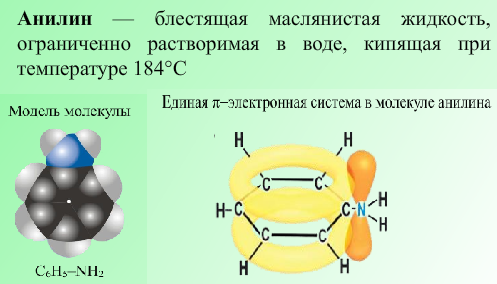 Анилин — блестящая маслянистая жидкость,
ограниченно растворимая в воде, кипящая при
температуре 184°C
Модель молекулы
Единая π–электронная система в молекуле анилина
H H
C C
H–C C–N–H
H
C C
H H
C₆H₅–NH₂